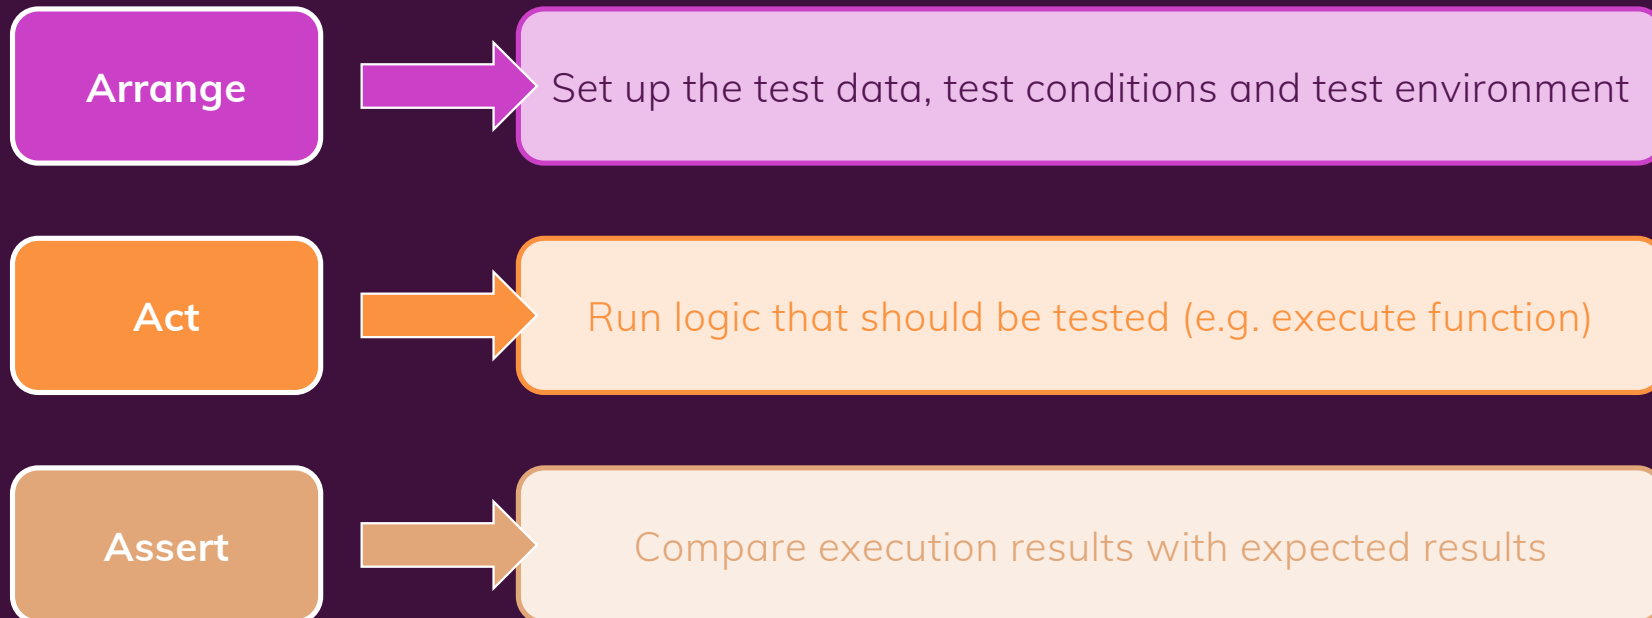 Arrange
Set up the test data, test conditions and test environment
Act
Run logic that should be tested (e.g. execute function)
Assert
Compare execution results with expected results